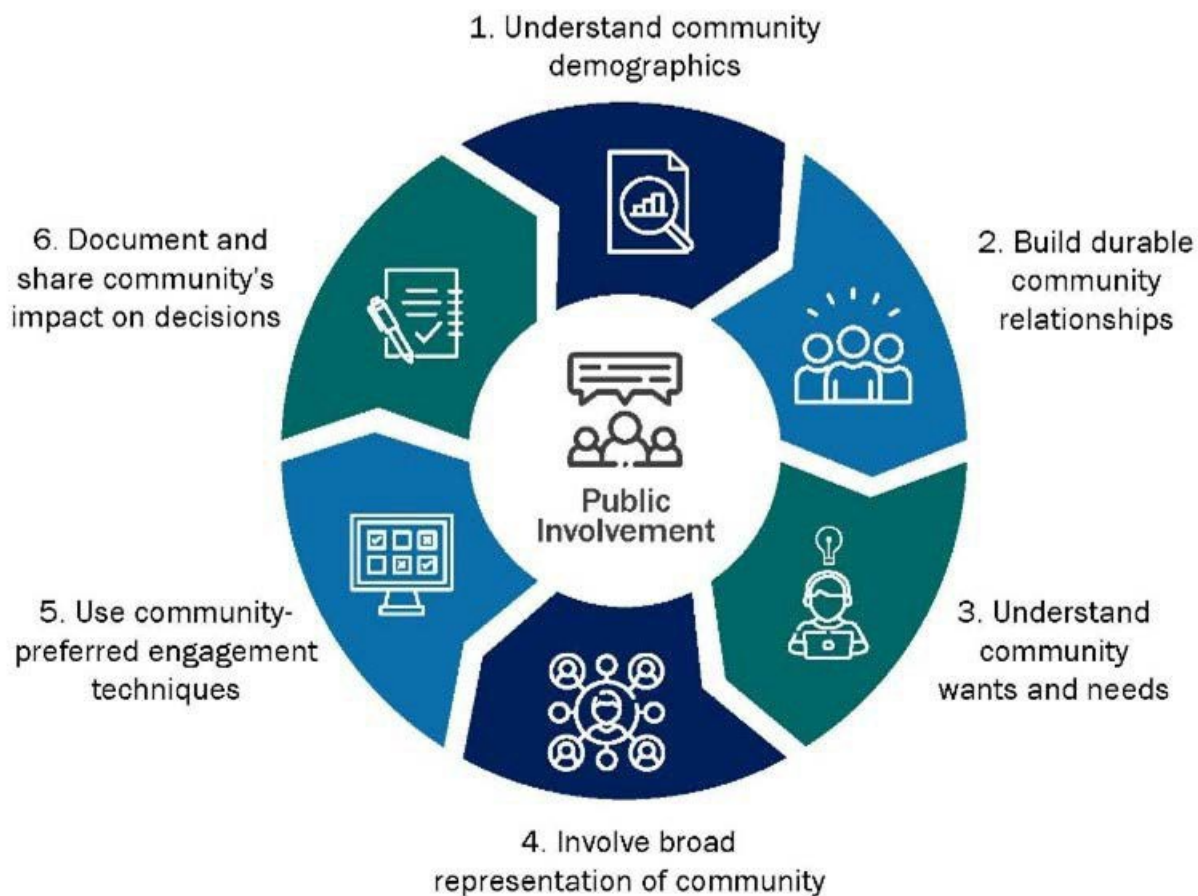 1. Understand community
demographics
2. Build durable
community
relationships
3. Understand
community
wants and needs
4. Involve broad
representation of community
5. Use community-
preferred engagement
techniques
6. Document and
share community's
impact on decisions
Public
Involvement